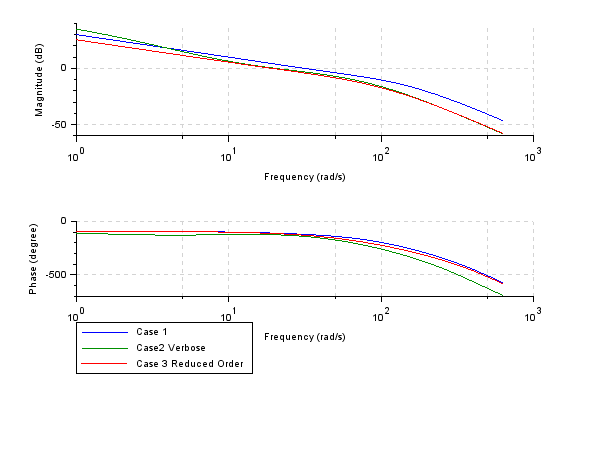 Magnitude (dB)
0
-50
10^0
10^1
10^2
10^3
Frequency (rad/s)
Phase (degree)
0
-500
10^0
10^1
10^2
10^3
Frequency (rad/s)
Case 1
Case2 Verbose
Case 3 Reduced Order